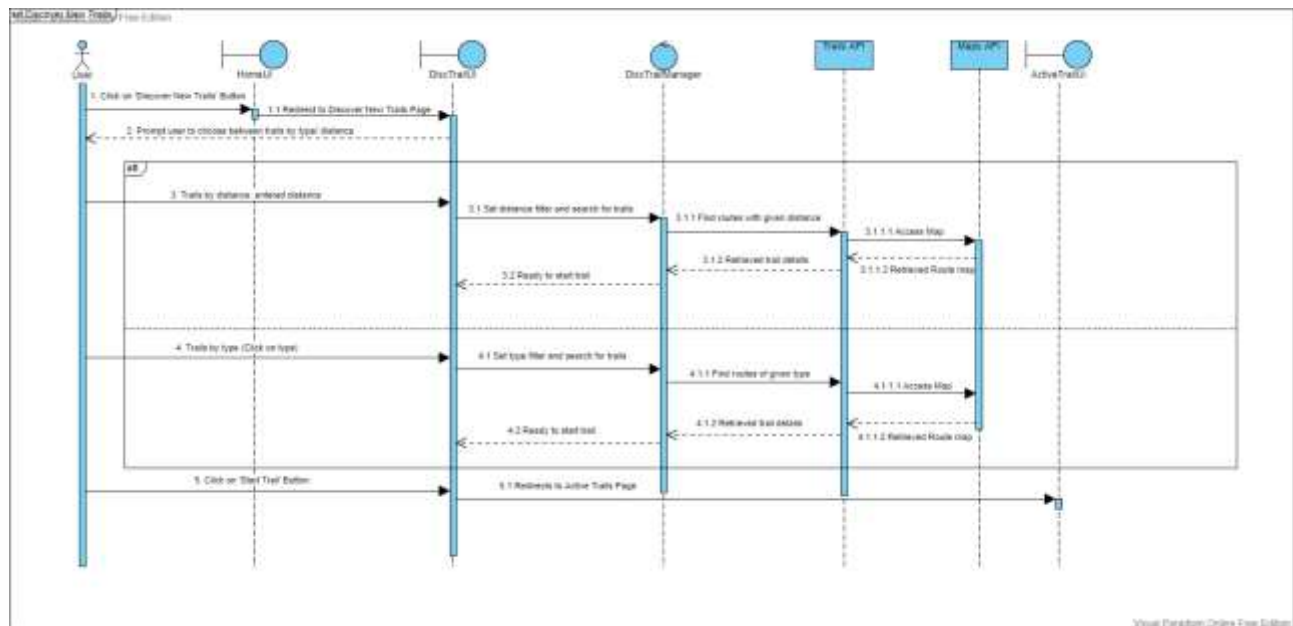 sd Discover New Trails
Free Edition
User
HomeUI
DiscTrailUI
DiscTrailManager
Trails API
Maps API
ActiveTrailUI
1. Click on 'Discover New Trails' Button
1.1 Redirect to Discover New Trails Page
2. Prompt user to choose between trails by type/ distance
alt
3. Trails by distance: entered distance
3.1 Set distance filter and search for trails
3.1.1 Find routes with given distance
3.1.1.1 Access Map
3.1.1.2 Retrieved Route map
3.1.2 Retrieved trail details
3.2 Ready to start trail
4. Trails by type (Click on type)
4.1 Set type filter and search for trails
4.1.1 Find routes of given type
4.1.1.1 Access Map
4.1.1.2 Retrieved Route map
4.1.2 Retrieved trail details
4.2 Ready to start trail
5. Click on 'Start Trail' Button
5.1 Redirects to Active Trails Page
Visual Paradigm Online Free Edition